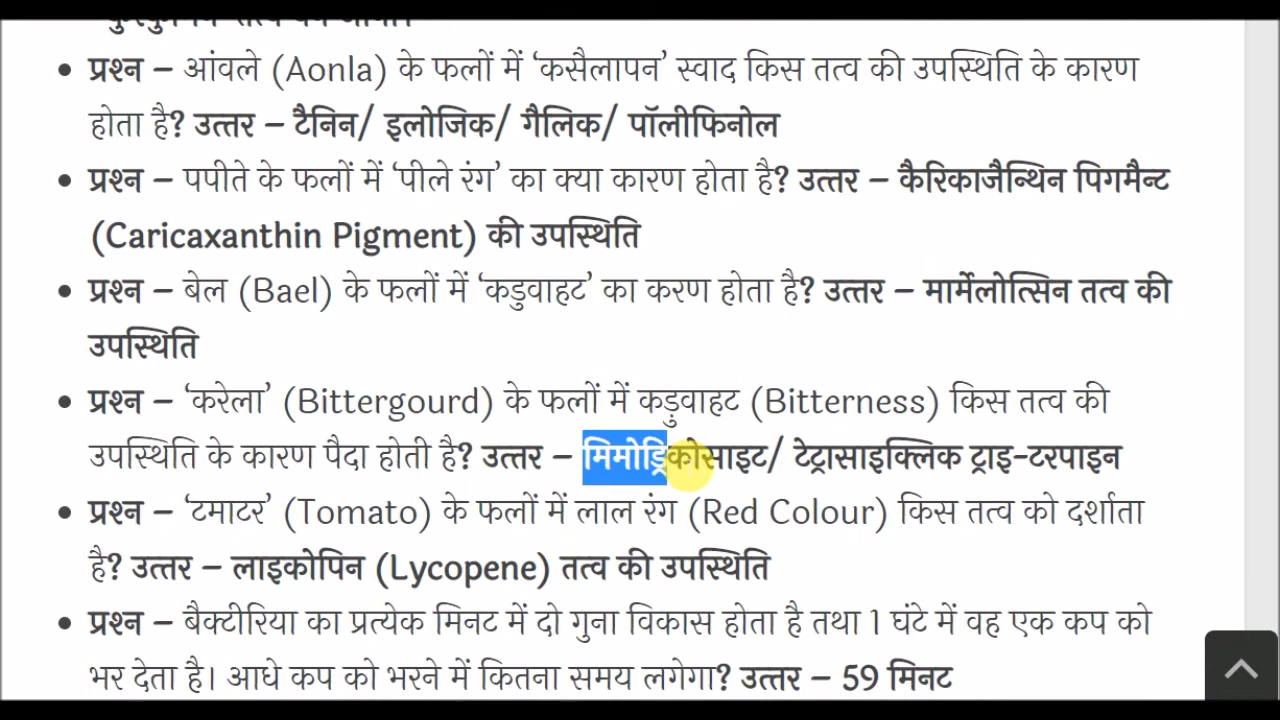 • प्रश्न – आंवले (Aonla) के फलों में ‘कसैलापन’ स्वाद किस तत्व की उपस्थिति के कारण
होता है? उत्तर – टैनिन/ इलोजिक/ गैलिक/ पॉलीफिनोल
• प्रश्न – पपीते के फलों में ‘पीले रंग’ का क्या कारण होता है? उत्तर – कैरिकाजैन्थिन पिगमैन्ट
(Caricaxanthin Pigment) की उपस्थिति
• प्रश्न – बेल (Bael) के फलों में ‘कडुवाहट’ का करण होता है? उत्तर – मार्मेलोत्सिन तत्व की
उपस्थिति
• प्रश्न – ‘करेला’ (Bittergourd) के फलों में कड़ुवाहट (Bitterness) किस तत्व की
उपस्थिति के कारण पैदा होती है? उत्तर – मिमोड्रिकोसाइट/ टेट्रासाइक्लिक ट्राइ-टरपाइन
• प्रश्न – ‘टमाटर’ (Tomato) के फलों में लाल रंग (Red Colour) किस तत्व को दर्शाता
है? उत्तर – लाइकोपिन (Lycopene) तत्व की उपस्थिति
• प्रश्न – बैक्टीरिया का प्रत्येक मिनट में दो गुना विकास होता है तथा 1 घंटे में वह एक कप को
भर देता है। आधे कप को भरने में कितना समय लगेगा? उत्तर – 59 मिनट